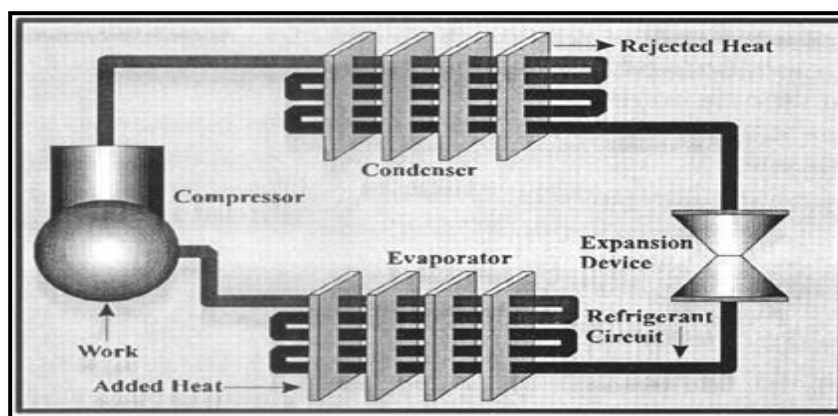 Rejected Heat
Condenser
Compressor
Evaporator
Expansion
Device
Refrigerant
Circuit
Work
Added Heat